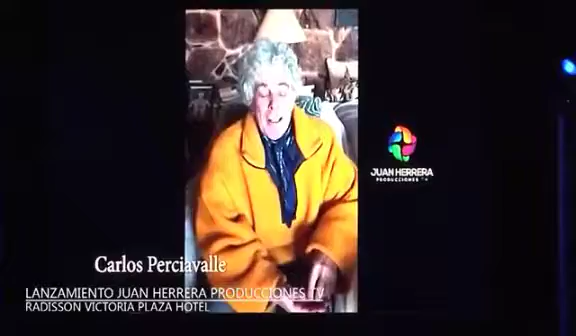 JUAN HERRERA
PRODUCCIONES TV
Carlos Perciavalle
LANZAMIENTO JUAN HERRERA PRODUCCIONES TV
RADISSON VICTORIA PLAZA HOTEL